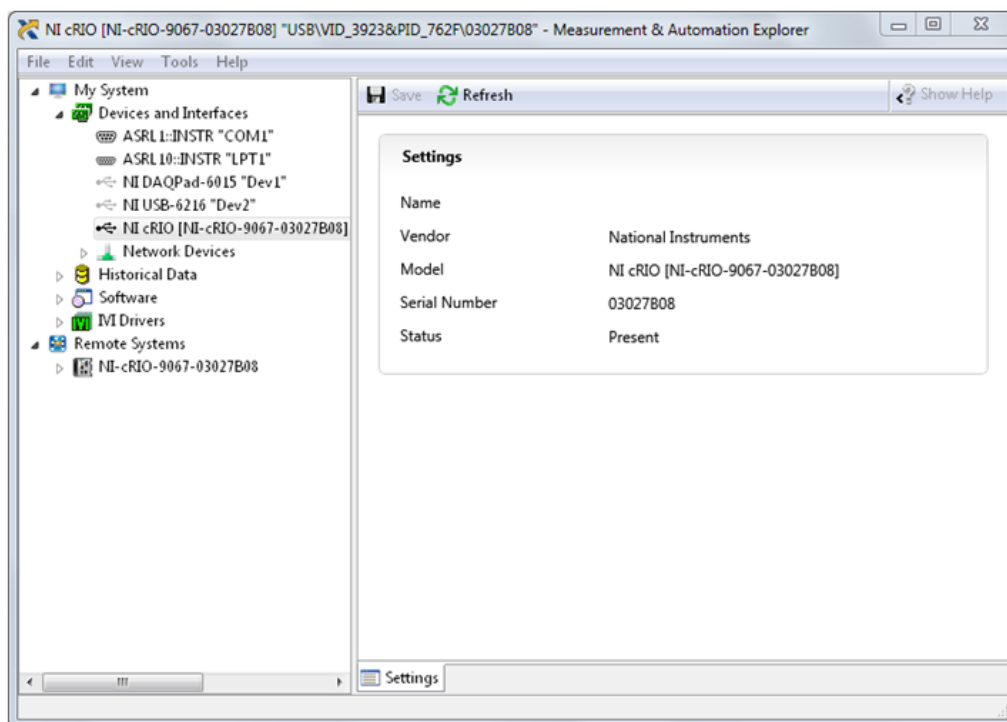 NI cRIO [NI-cRIO-9067-03027B08] "USB\VID_3923&PID_762F\03027B08" - Measurement & Automation Explorer
File Edit View Tools Help
My System
Devices and Interfaces
ASRL1::INSTR "COM1"
ASRL10::INSTR "LPT1"
NI DAQPad-6015 "Dev1"
NI USB-6216 "Dev2"
NI cRIO [NI-cRIO-9067-03027B08]
Network Devices
Historical Data
Software
IVI Drivers
Remote Systems
NI-cRIO-9067-03027B08
Save Refresh Show Help
Settings
Name
Vendor National Instruments
Model NI cRIO [NI-cRIO-9067-03027B08]
Serial Number 03027B08
Status Present
Settings